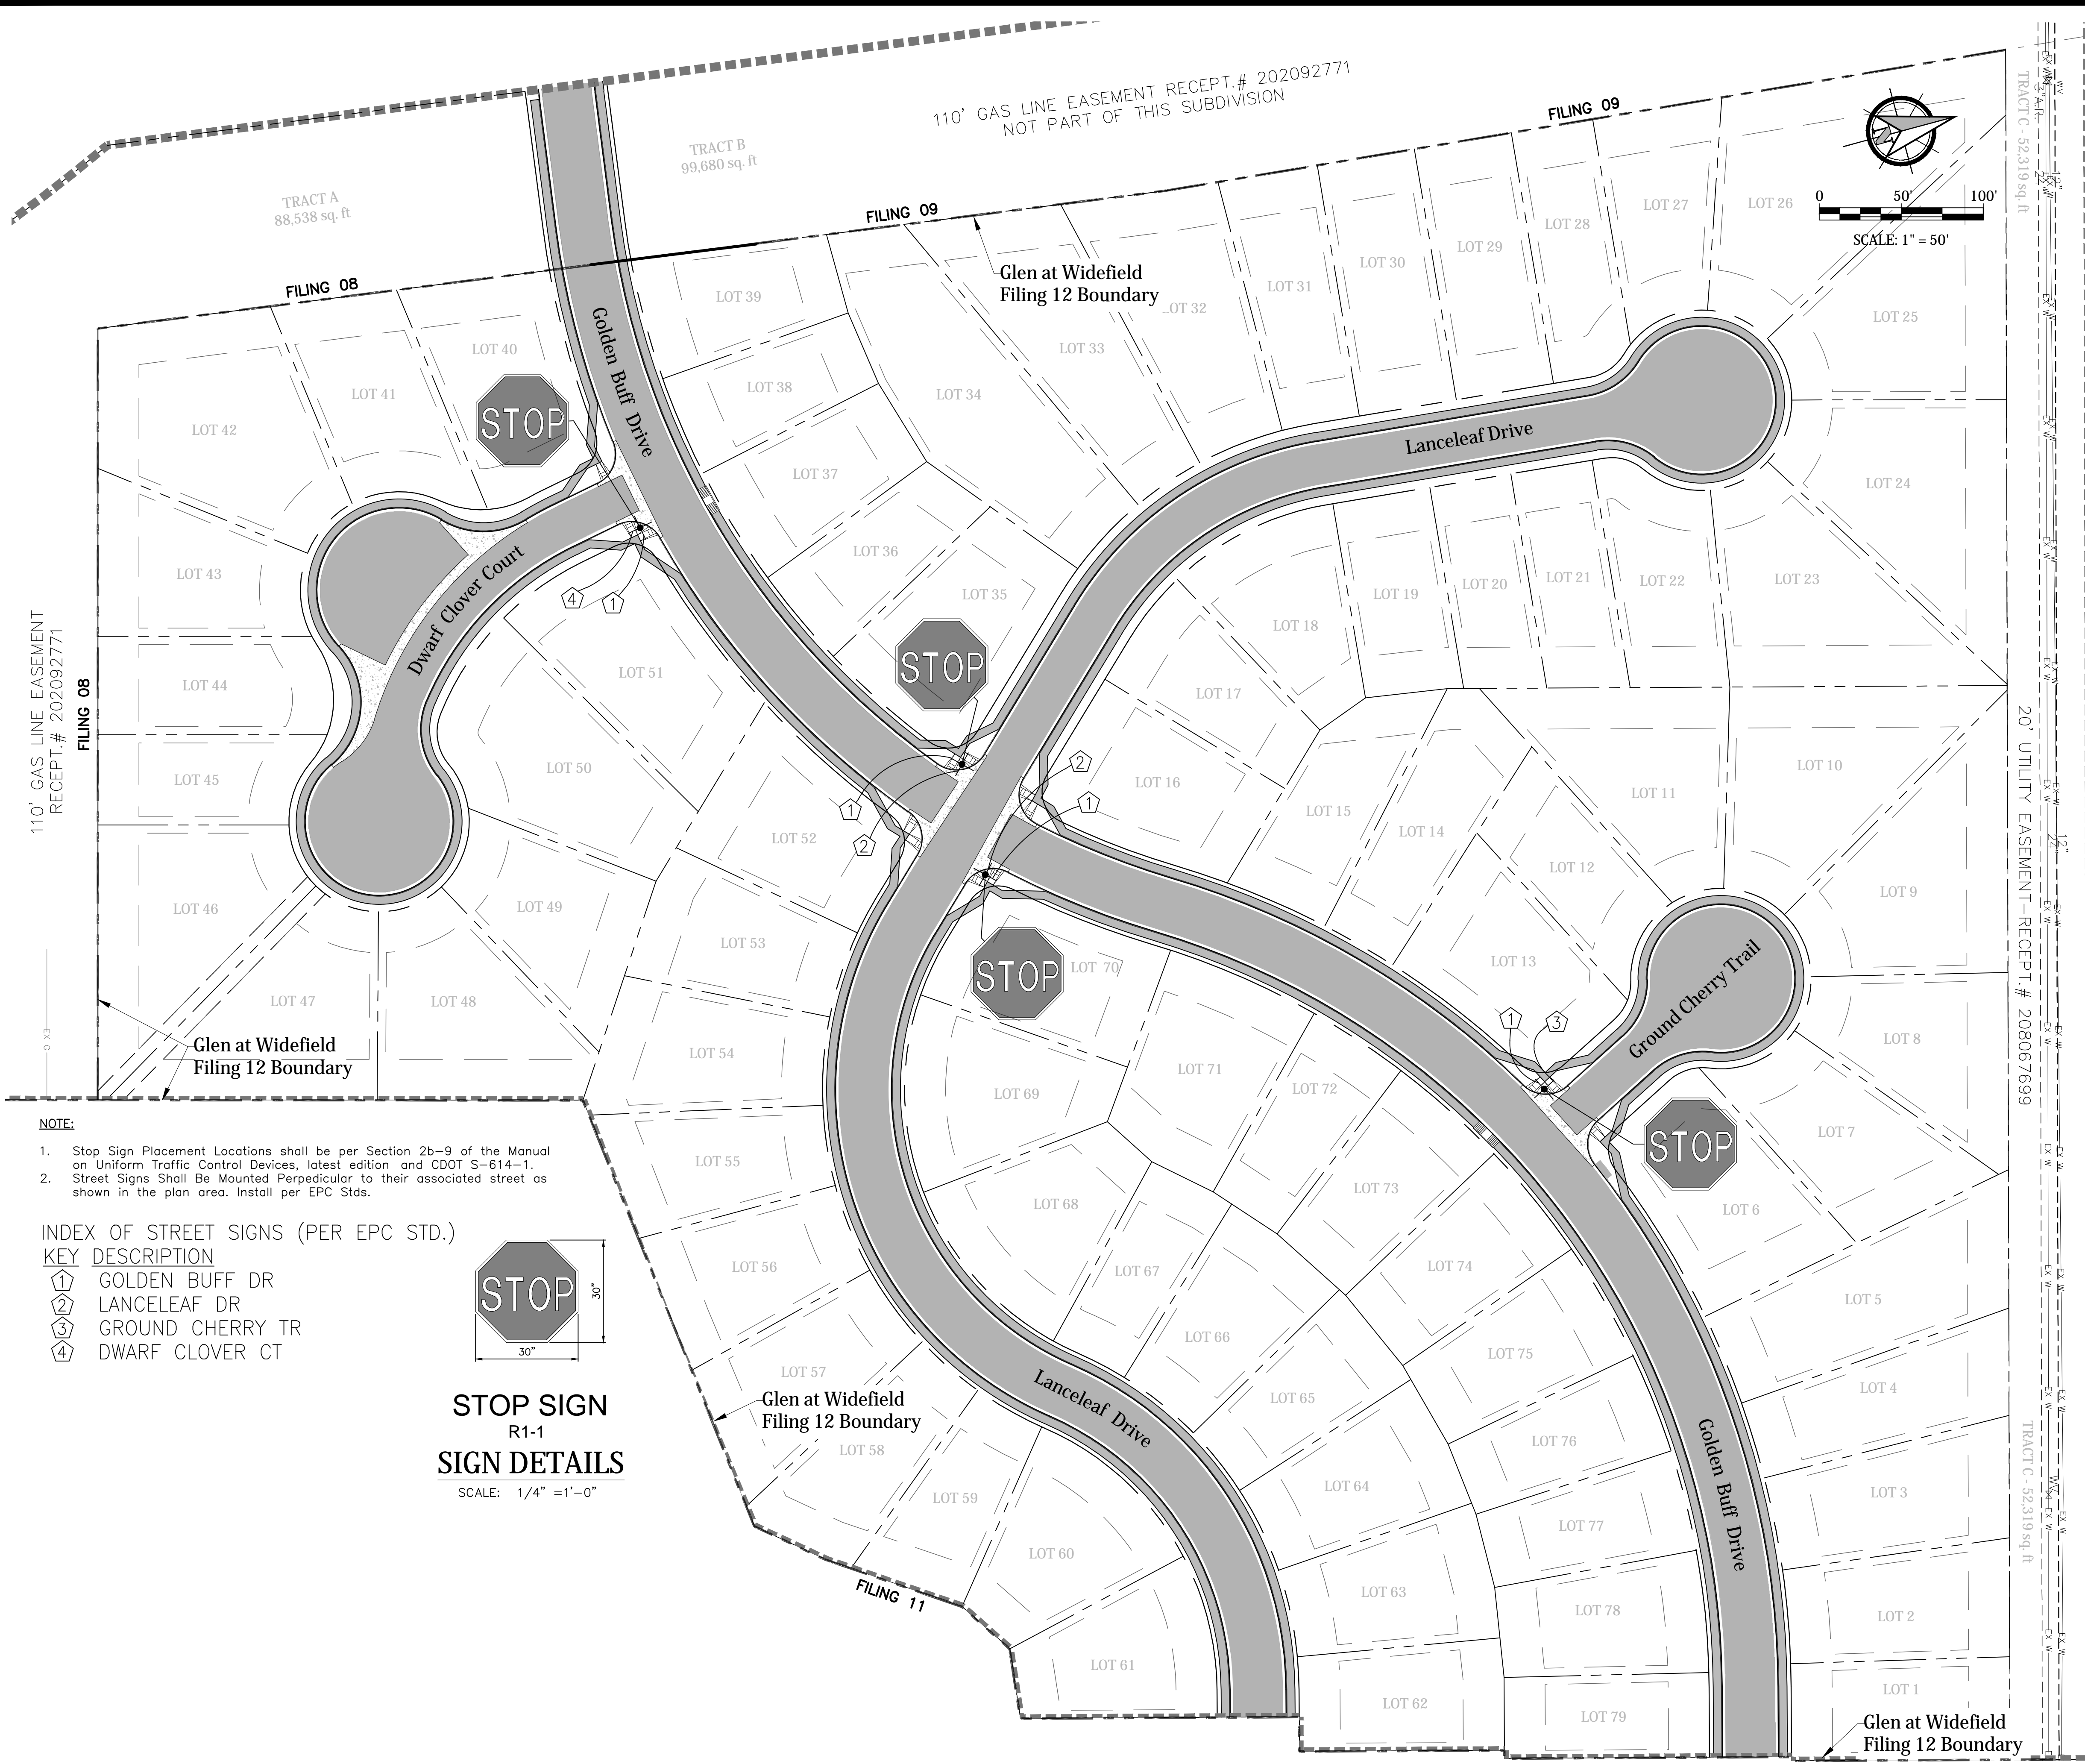 110' GAS LINE EASEMENT RECEPT.# 202092771
NOT PART OF THIS SUBDIVISION
FILING 09
TRACT B
99,680 sq. ft
TRACT A
88,538 sq. ft
FILING 09
FILING 08
Glen at Widefield
Filing 12 Boundary
0 50' 100'
SCALE: 1" = 50'
TRACT C - 52,319 sq. ft
LOT 26
LOT 27
LOT 28
LOT 29
LOT 30
LOT 31
LOT 32
LOT 33
LOT 34
LOT 39
LOT 38
LOT 37
LOT 36
LOT 35
LOT 40
LOT 41
LOT 42
LOT 43
LOT 44
LOT 45
LOT 46
LOT 47
LOT 48
LOT 49
LOT 50
LOT 51
LOT 52
LOT 53
LOT 54
LOT 55
LOT 56
LOT 57
LOT 58
LOT 59
LOT 60
LOT 61
LOT 25
LOT 24
LOT 23
LOT 22
LOT 21
LOT 20
LOT 19
LOT 18
LOT 17
LOT 16
LOT 15
LOT 14
LOT 13
LOT 12
LOT 11
LOT 10
LOT 9
LOT 8
LOT 7
LOT 6
LOT 5
LOT 4
LOT 3
LOT 2
LOT 1
LOT 70
LOT 69
LOT 71
LOT 72
LOT 68
LOT 73
LOT 67
LOT 74
LOT 66
LOT 75
LOT 65
LOT 76
LOT 64
LOT 77
LOT 63
LOT 78
LOT 62
LOT 79
Golden Buff Drive
Lanceleaf Drive
Dwarf Clover Court
Ground Cherry Trail
Lanceleaf Drive
Golden Buff Drive
STOP
STOP
STOP
STOP
4
1
1
2
2
1
1
3
110' GAS LINE EASEMENT
RECEPT.# 202092771
FILING 08
EX G
20' UTILITY EASEMENT-RECEPT.# 208067699
TRACT C - 52,319 sq. ft
12"
24"
EX W
Glen at Widefield
Filing 12 Boundary
NOTE:
1. Stop Sign Placement Locations shall be per Section 2b-9 of the Manual
on Uniform Traffic Control Devices, latest edition and CDOT S-614-1.
2. Street Signs Shall Be Mounted Perpedicular to their associated street as
shown in the plan area. Install per EPC Stds.
INDEX OF STREET SIGNS (PER EPC STD.)
KEY DESCRIPTION
1 GOLDEN BUFF DR
2 LANCELEAF DR
3 GROUND CHERRY TR
4 DWARF CLOVER CT
STOP
30"
30"
STOP SIGN
R1-1
SIGN DETAILS
SCALE: 1/4" =1'-0"
Glen at Widefield
Filing 12 Boundary
FILING 11
Glen at Widefield
Filing 12 Boundary